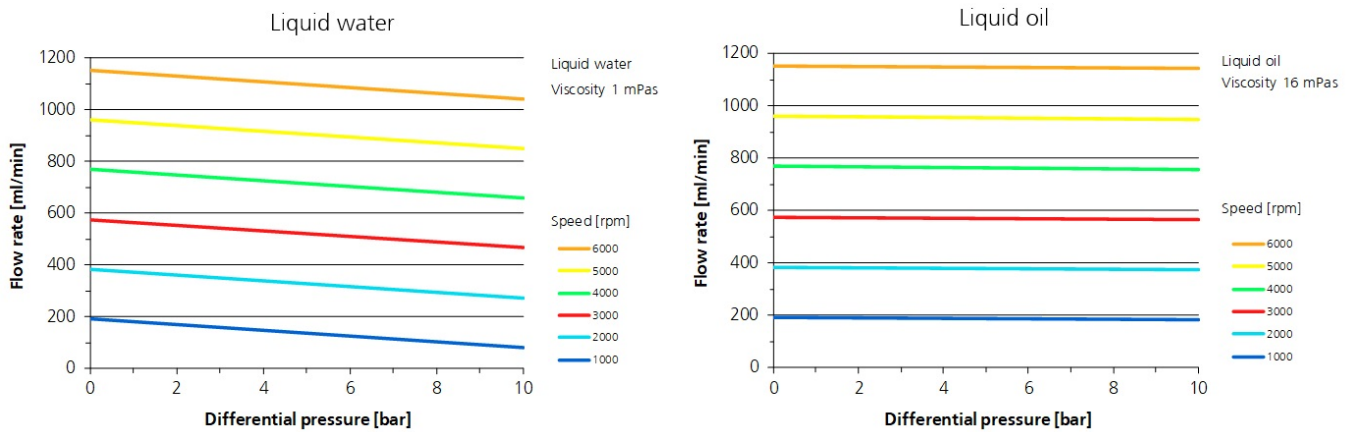 Liquid water
1200
1000
800
600
400
200
0
Flow rate [ml/min]
0 2 4 6 8 10
Differential pressure [bar]
Liquid water
Viscosity 1 mPas
Speed [rpm]
6000
5000
4000
3000
2000
1000
Liquid oil
1200
1000
800
600
400
200
0
Flow rate [ml/min]
0 2 4 6 8 10
Differential pressure [bar]
Liquid oil
Viscosity 16 mPas
Speed [rpm]
6000
5000
4000
3000
2000
1000